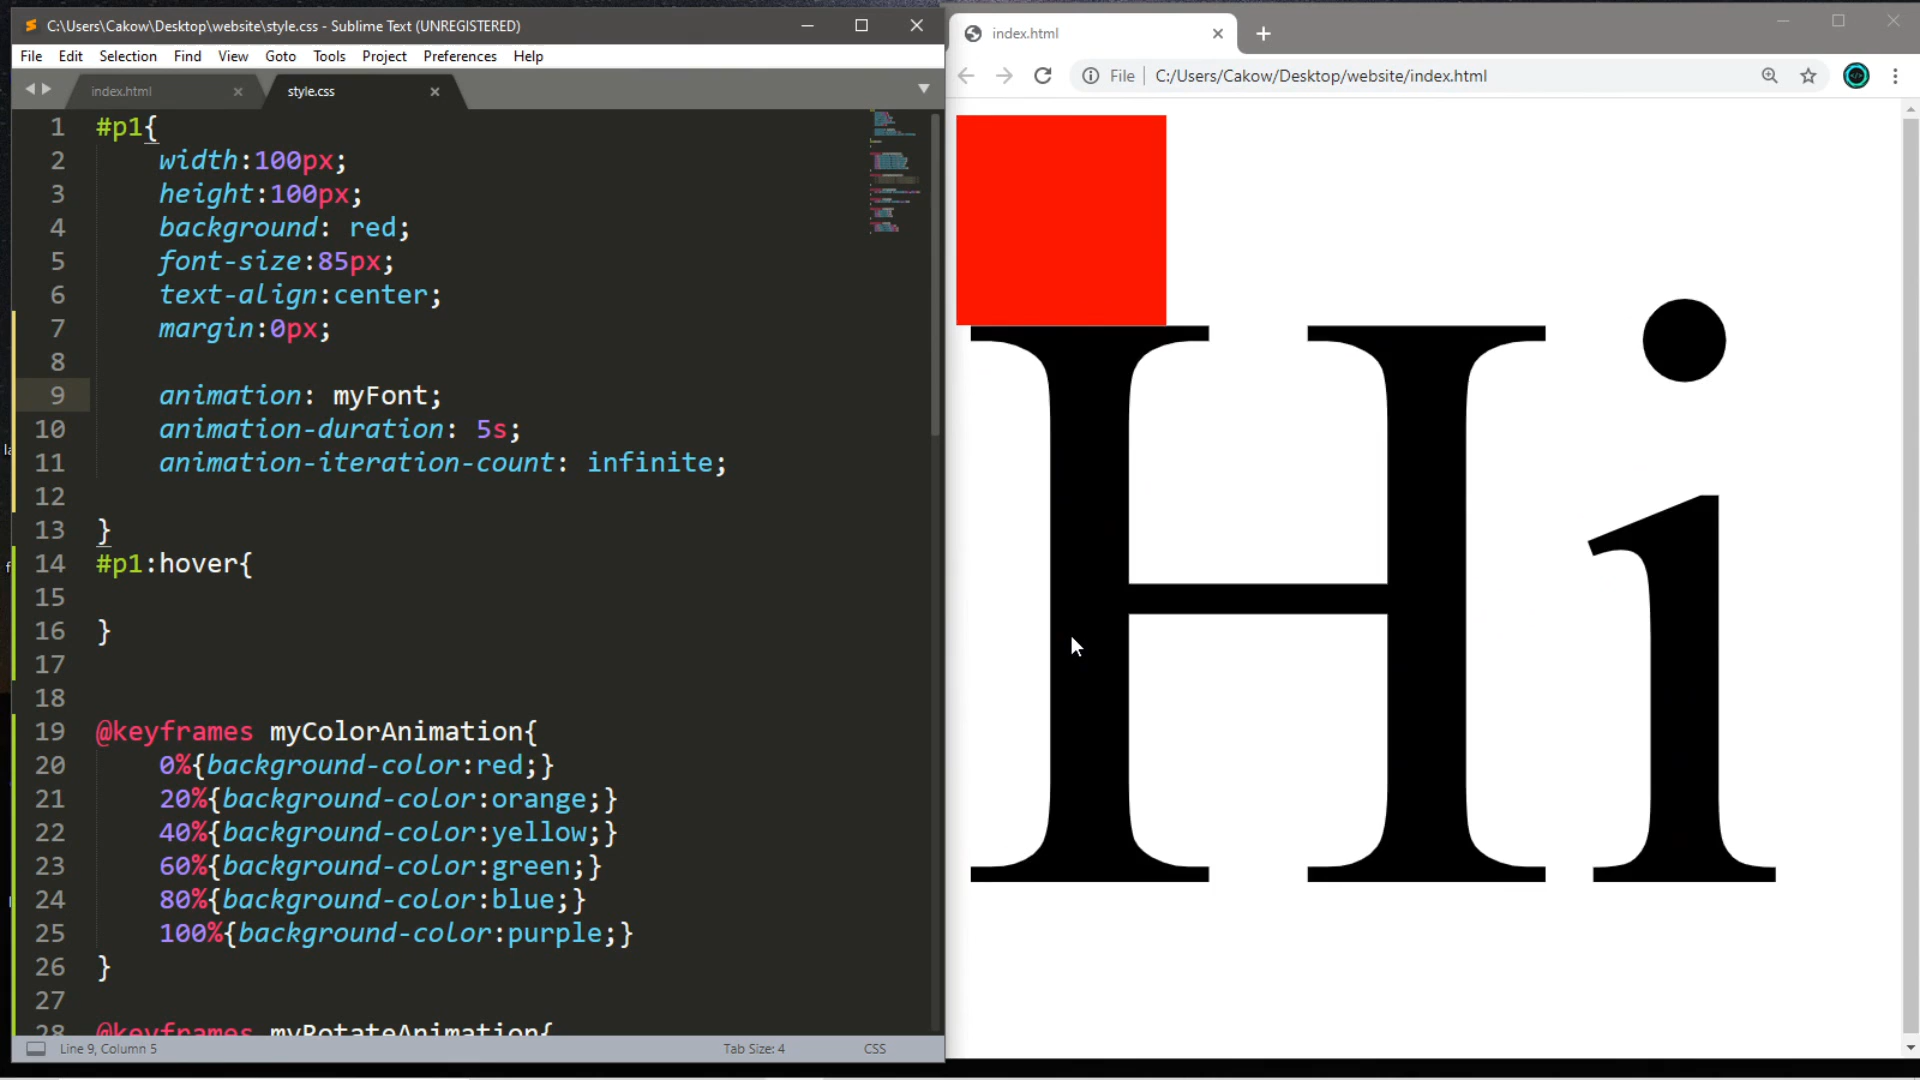 C:\Users\Cakow\Desktop\website\style.css - Sublime Text (UNREGISTERED)
File Edit Selection Find View Goto Tools Project Preferences Help
index.html style.css
1 #p1{
2 width:100px;
3 height:100px;
4 background: red;
5 font-size:85px;
6 text-align:center;
7 margin:0px;
8
9 animation: myFont;
10 animation-duration: 5s;
11 animation-iteration-count: infinite;
12
13 }
14 #p1:hover{
15
16 }
17
18
19 @keyframes myColorAnimation{
20 0%{background-color:red;}
21 20%{background-color:orange;}
22 40%{background-color:yellow;}
23 60%{background-color:green;}
24 80%{background-color:blue;}
25 100%{background-color:purple;}
26 }
27
28 @keyframes myRotateAnimation{
Line 9, Column 5 Tab Size: 4 CSS
index.html
File C:/Users/Cakow/Desktop/website/index.html
Hi